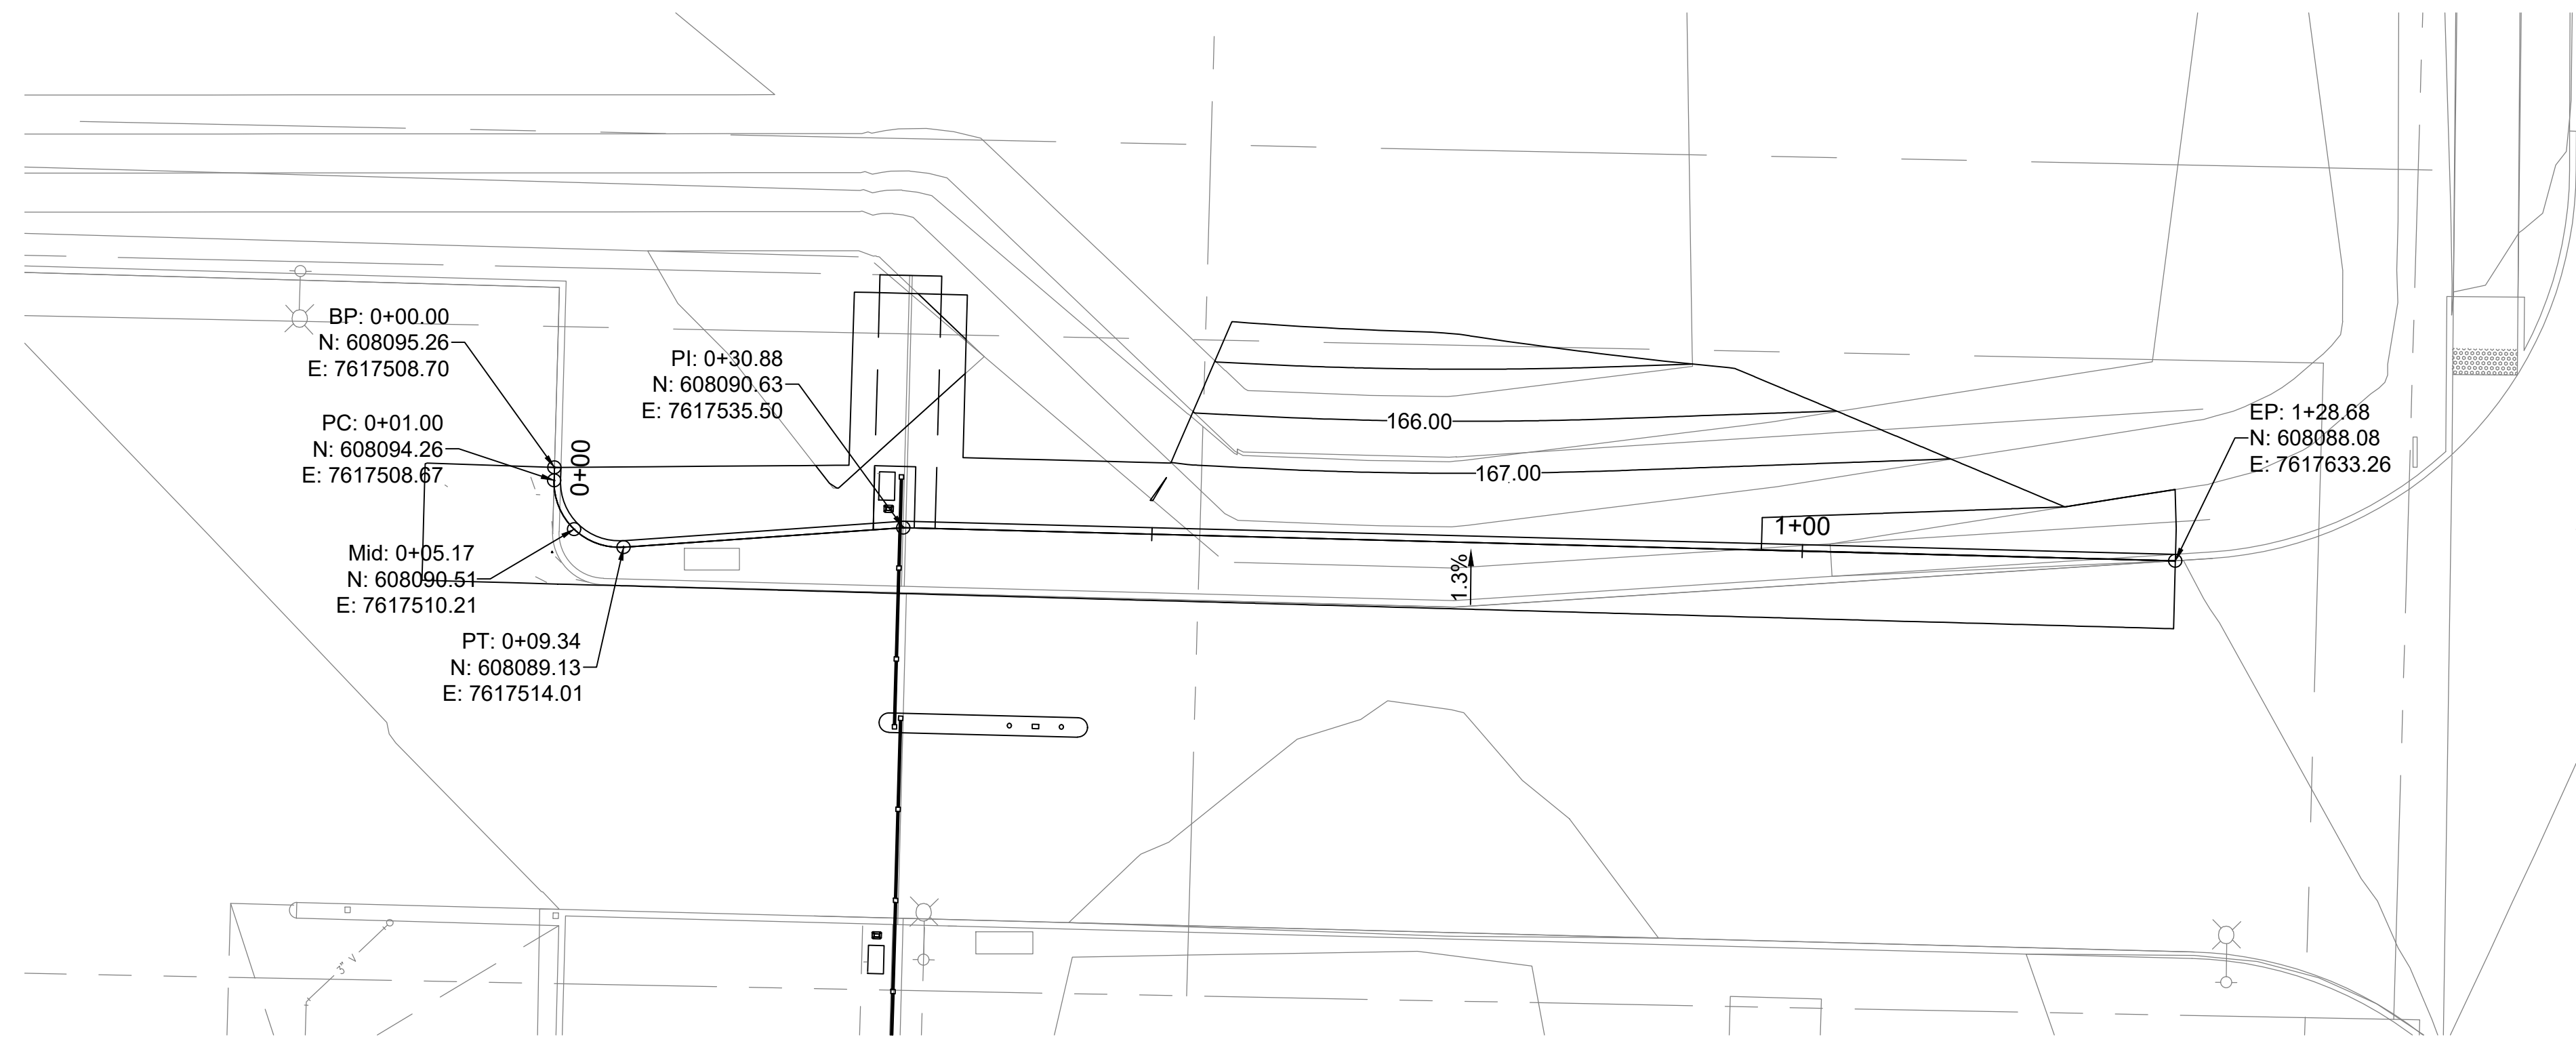 BP: 0+00.00
N: 608095.26
E: 7617508.70
PC: 0+01.00
N: 608094.26
E: 7617508.67
0+00
Mid: 0+05.17
N: 608090.51
E: 7617510.21
PT: 0+09.34
N: 608089.13
E: 7617514.01
PI: 0+30.88
N: 608090.63
E: 7617535.50
166.00
167.00
1+00
1.3%
EP: 1+28.68
N: 608088.08
E: 7617633.26
3" V